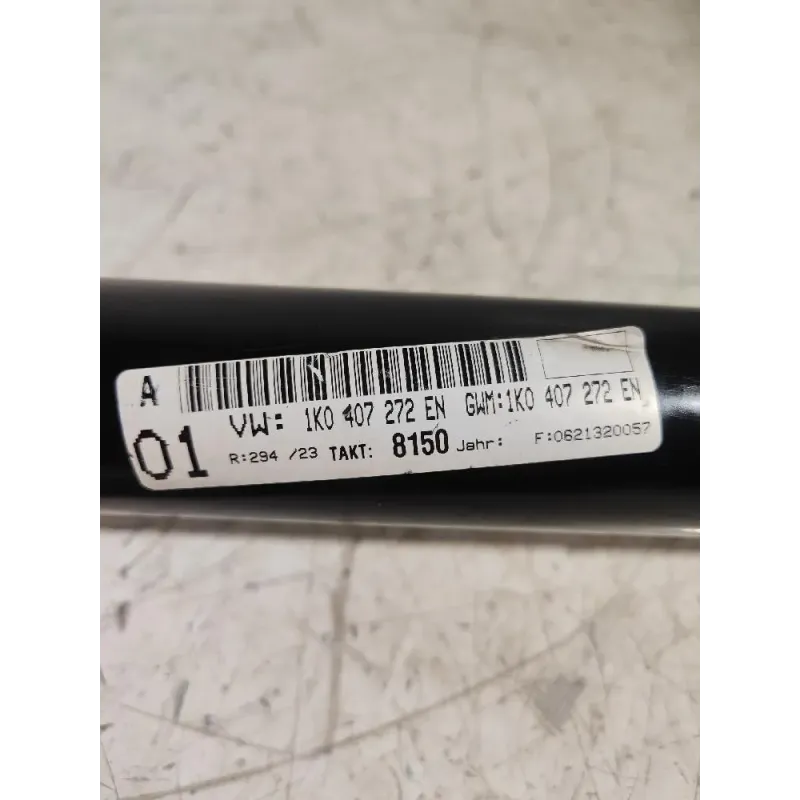 A
01
VW: 1K0 407 272 EN GWM:1K0 407 272 EN
R:294 /23 TAKT: 8150 Jahr: F:0621320057